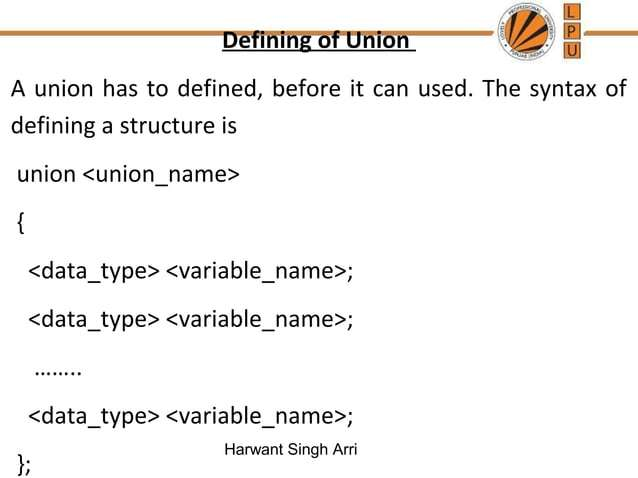 Defining of Union
L
P
U
A union has to defined, before it can used. The syntax of
defining a structure is
union <union_name>
{
<data_type> <variable_name>;
<data_type> <variable_name>;
........
<data_type> <variable_name>;
Harwant Singh Arri
};